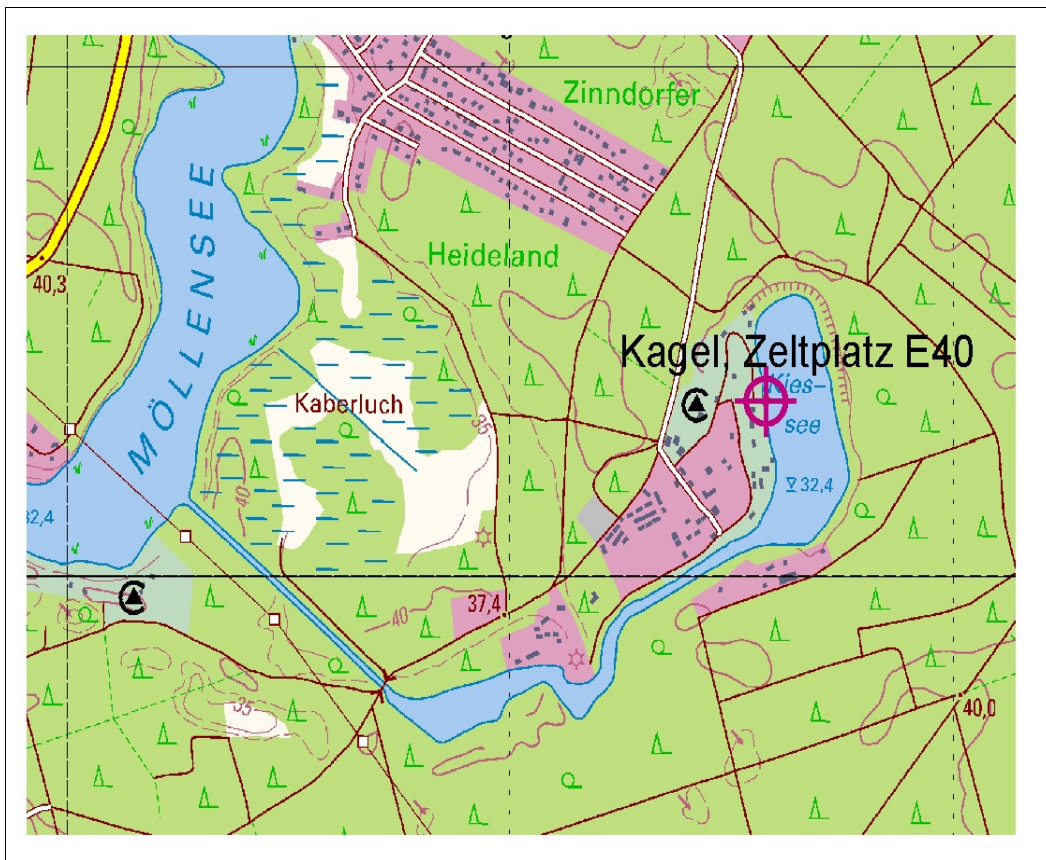 Zinndorfer
MÖLLENSEE
Heideland
40,3
Kagel, Zeltplatz E40
Kies-
see
Kaberluch
35
40
32,4
32,4
37,4
40
35
40,0